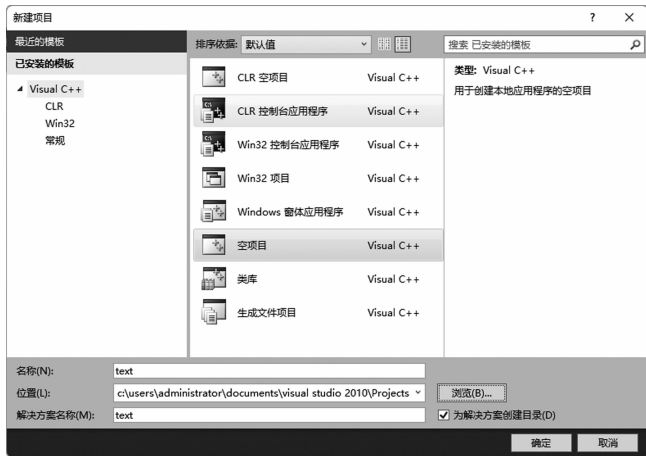 新建项目
? ×
最近的模板
已安装的模板
Visual C++
CLR
Win32
常规
排序依据: 默认值
搜索 已安装的模板
CLR 空项目 Visual C++
CLR 控制台应用程序 Visual C++
Win32 控制台应用程序 Visual C++
Win32 项目 Visual C++
Windows 窗体应用程序 Visual C++
空项目 Visual C++
类库 Visual C++
生成文件项目 Visual C++
类型: Visual C++
用于创建本地应用程序的空项目
名称(N): text
位置(L): c:\users\administrator\documents\visual studio 2010\Projects 浏览(B)...
解决方案名称(M): text 为解决方案创建目录(D)
确定 取消